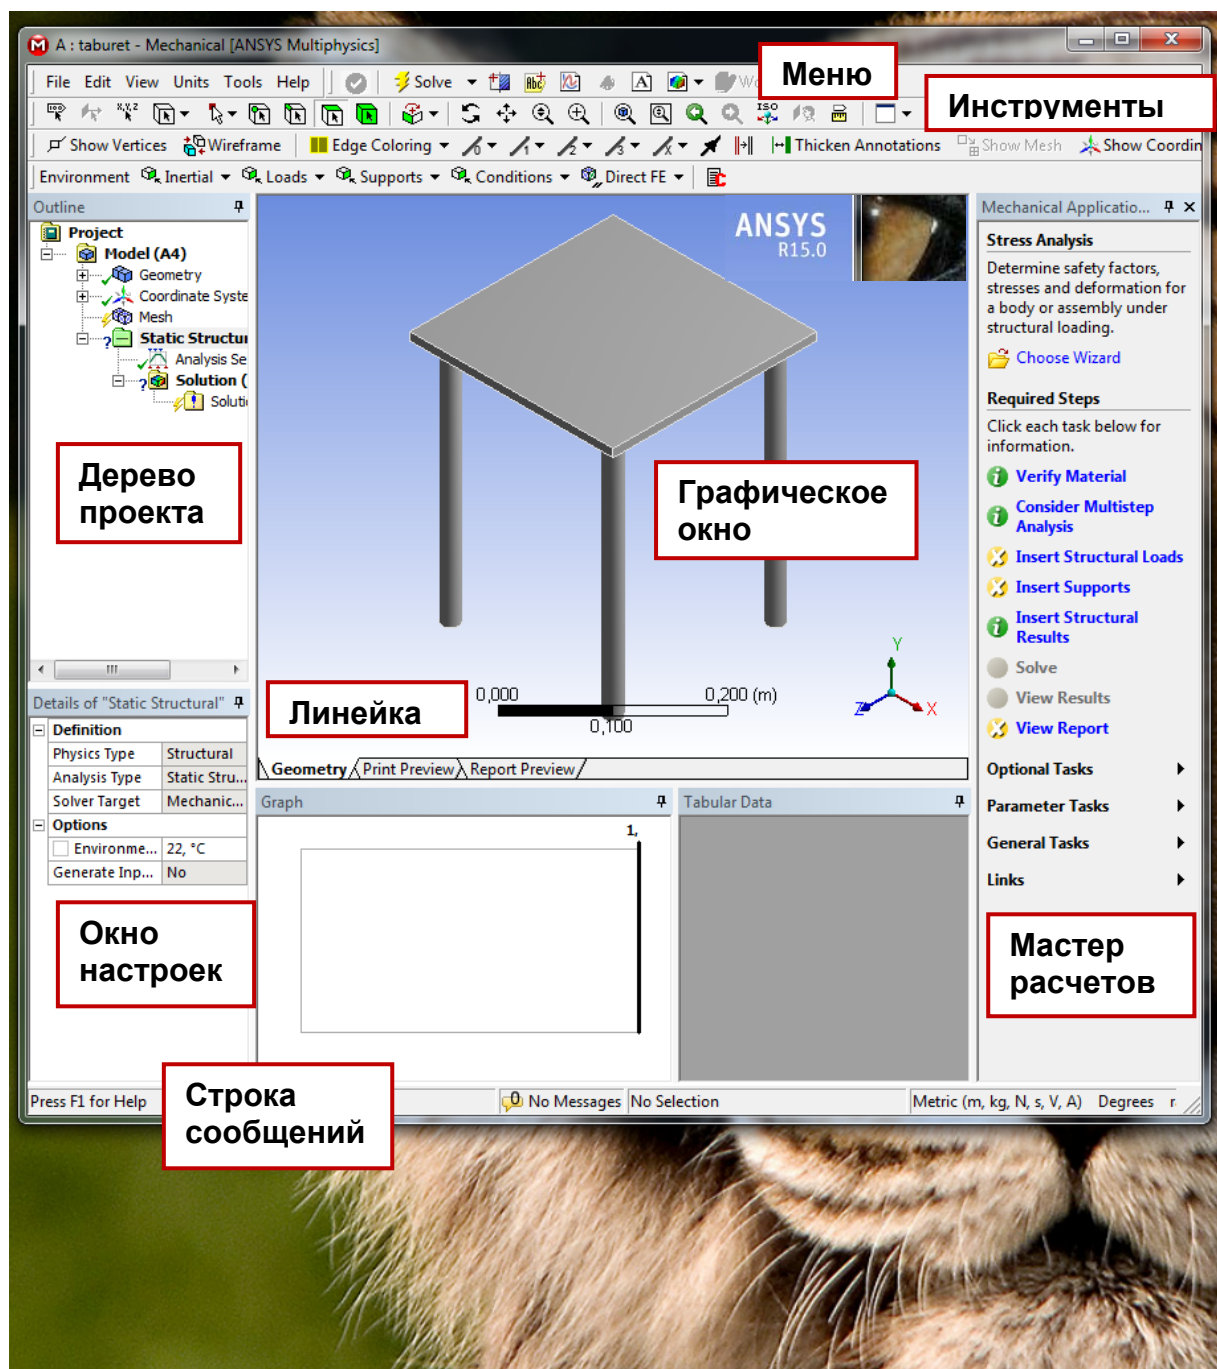 A : taburet - Mechanical [ANSYS Multiphysics]
File Edit View Units Tools Help Solve
Меню
Инструменты
Show Vertices Wireframe Edge Coloring Thicken Annotations Show Mesh Show Coordin
Environment Inertial Loads Supports Conditions Direct FE
Outline
Project
Model (A4)
Geometry
Coordinate Syste
Mesh
Static Structur
Analysis Se
Solution (
Soluti
Дерево
проекта
ANSYS
R15.0
Графическое
окно
Линейка
0,000
0,200 (m)
0,100
Y
Z
X
Geometry Print Preview Report Preview
Mechanical Applicatio...
Stress Analysis
Determine safety factors,
stresses and deformation for
a body or assembly under
structural loading.
Choose Wizard
Required Steps
Click each task below for
information.
Verify Material
Consider Multistep
Analysis
Insert Structural Loads
Insert Supports
Insert Structural
Results
Solve
View Results
View Report
Optional Tasks
Parameter Tasks
General Tasks
Links
Мастер
расчетов
Details of "Static Structural"
Definition
Physics Type Structural
Analysis Type Static Stru...
Solver Target Mechanic...
Options
Environme... 22, °C
Generate Inp... No
Окно
настроек
Graph
1,
Tabular Data
Строка
сообщений
Press F1 for Help
0 No Messages No Selection
Metric (m, kg, N, s, V, A) Degrees r